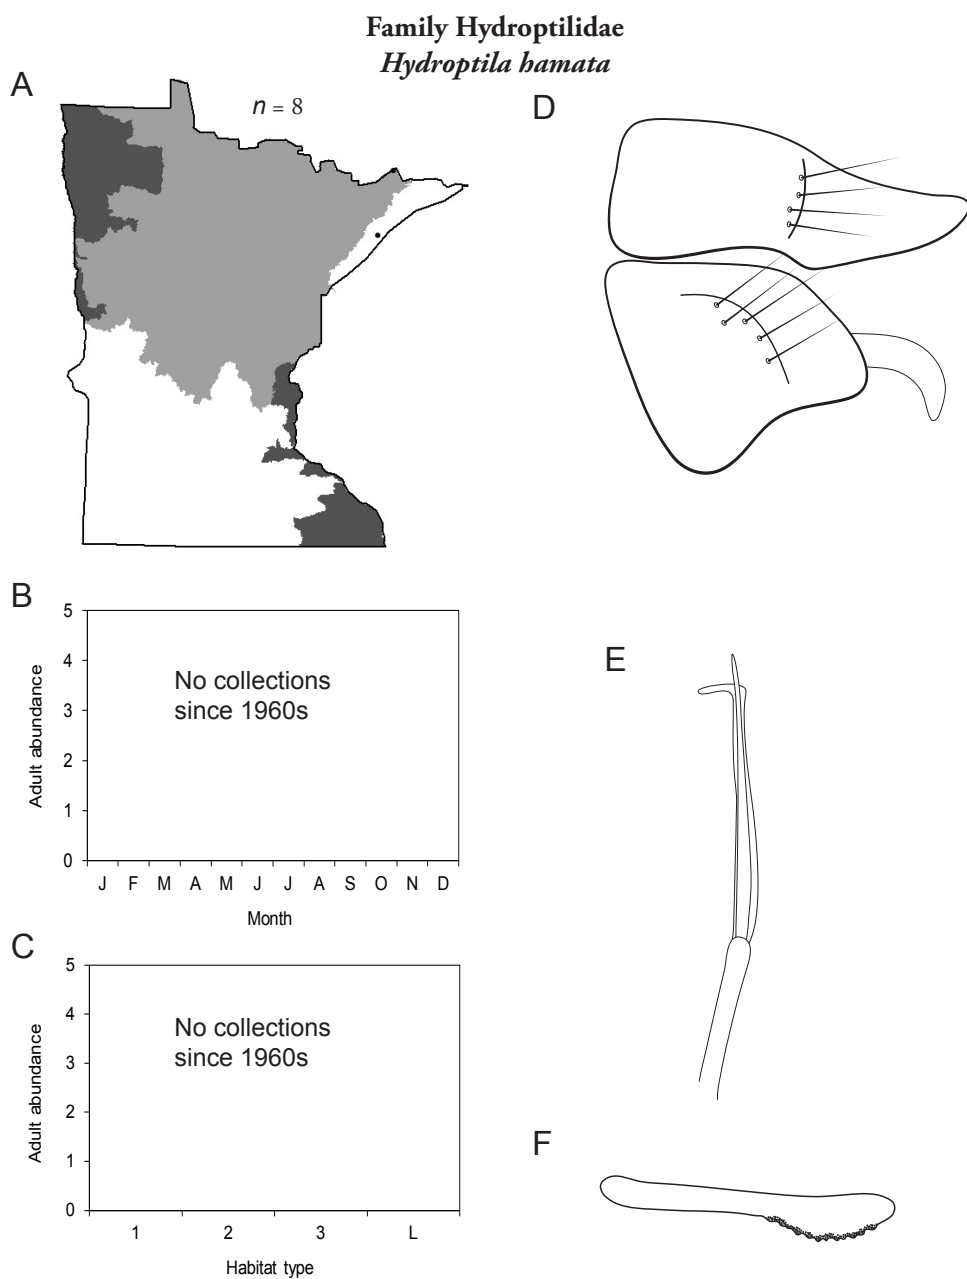 Family Hydroptilidae
Hydroptila hamata
A
n = 8
D
B
5
4
3
2
1
0
Adult abundance
No collections
since 1960s
J F M A M J J A S O N D
Month
E
C
5
4
3
2
1
0
Adult abundance
No collections
since 1960s
1 2 3 L
Habitat type
F